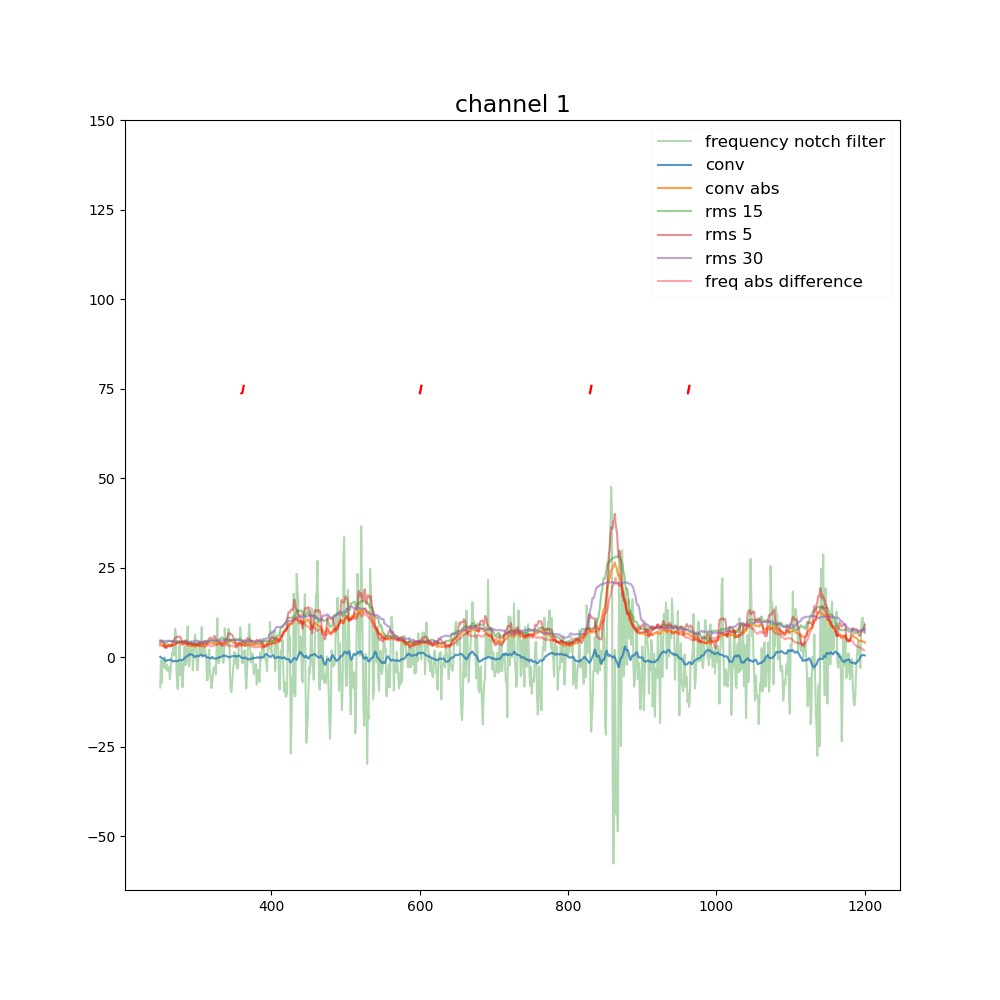 channel 1
150
125
100
75
50
25
0
−25
−50
frequency notch filter
conv
conv abs
rms 15
rms 5
rms 30
freq abs difference
400
600
800
1000
1200